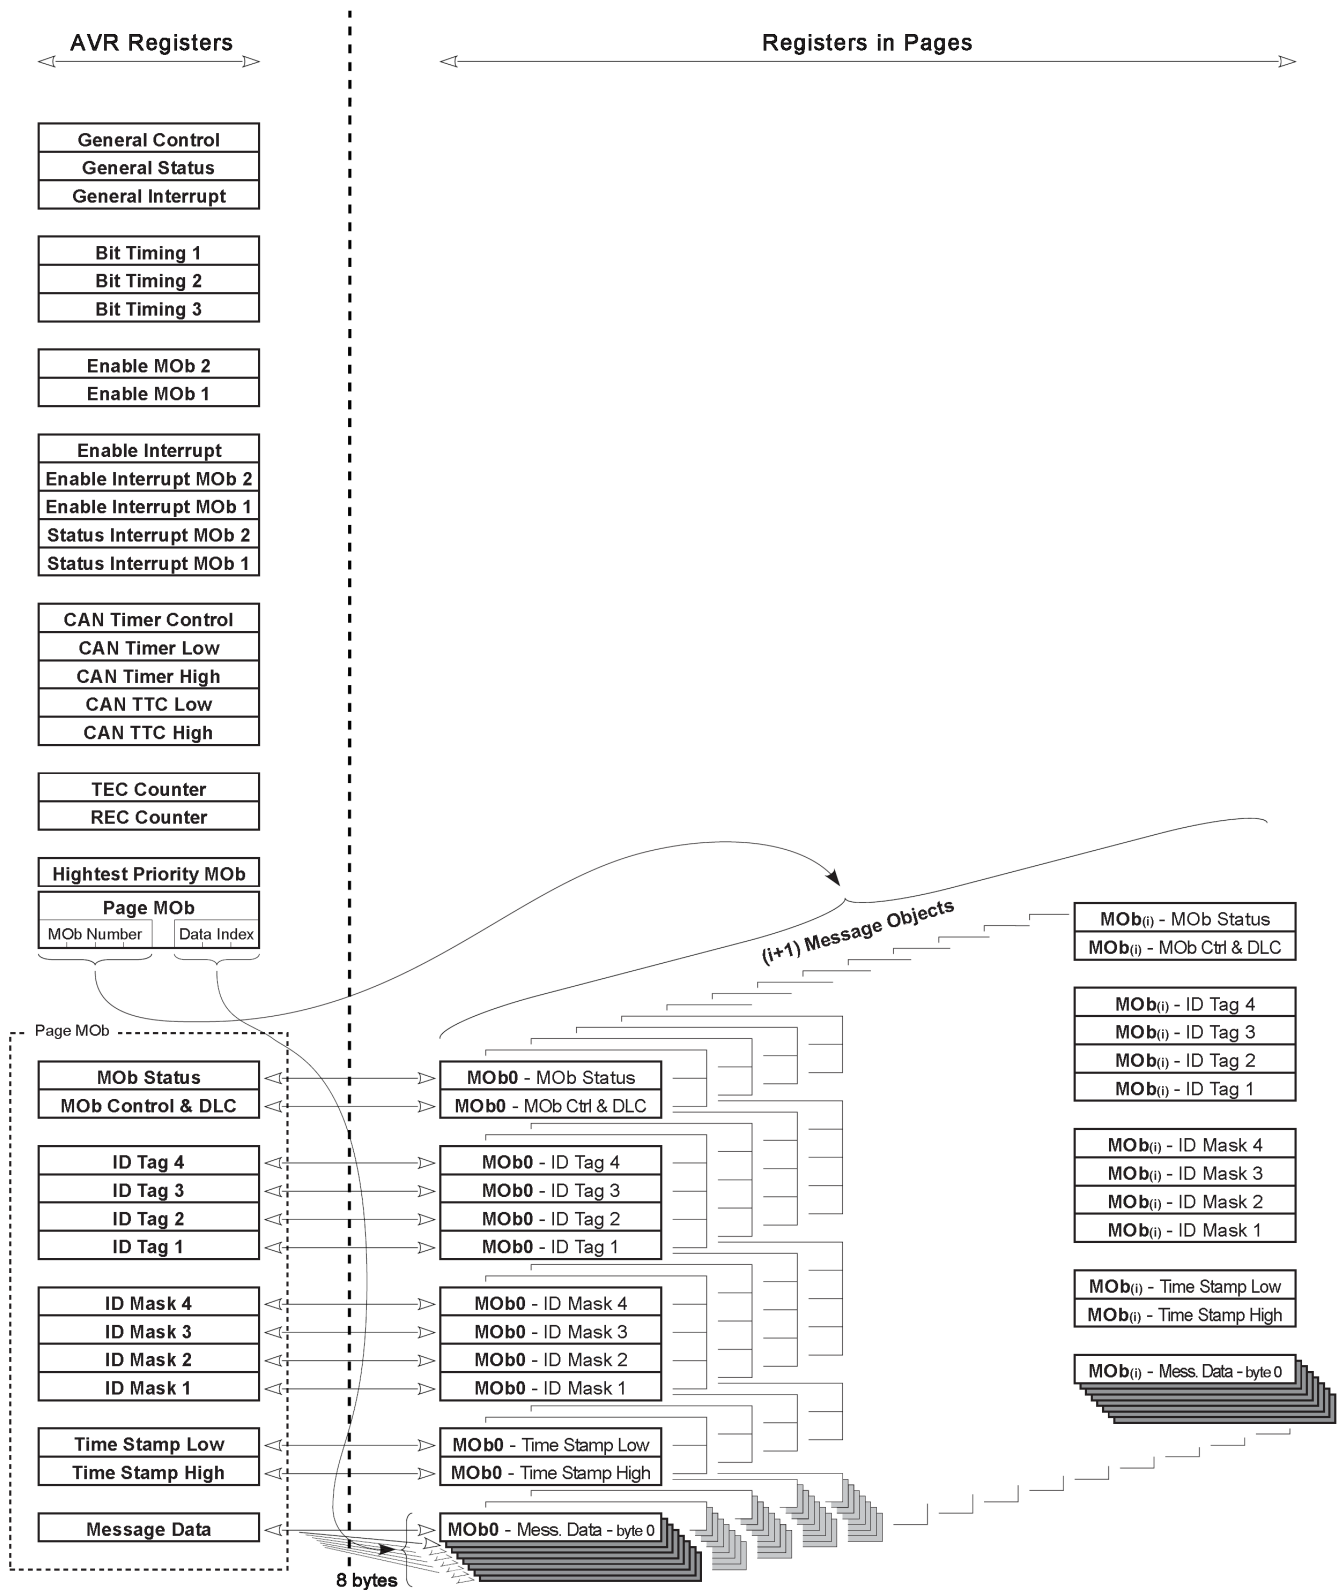 AVR Registers
Registers in Pages
General Control
General Status
General Interrupt
Bit Timing 1
Bit Timing 2
Bit Timing 3
Enable MOb 2
Enable MOb 1
Enable Interrupt
Enable Interrupt MOb 2
Enable Interrupt MOb 1
Status Interrupt MOb 2
Status Interrupt MOb 1
CAN Timer Control
CAN Timer Low
CAN Timer High
CAN TTC Low
CAN TTC High
TEC Counter
REC Counter
Hightest Priority MOb
Page MOb
MOb Number
Data Index
Page MOb
MOb Status
MOb Control & DLC
ID Tag 4
ID Tag 3
ID Tag 2
ID Tag 1
ID Mask 4
ID Mask 3
ID Mask 2
ID Mask 1
Time Stamp Low
Time Stamp High
Message Data
8 bytes
MOb0 - MOb Status
MOb0 - MOb Ctrl & DLC
MOb0 - ID Tag 4
MOb0 - ID Tag 3
MOb0 - ID Tag 2
MOb0 - ID Tag 1
MOb0 - ID Mask 4
MOb0 - ID Mask 3
MOb0 - ID Mask 2
MOb0 - ID Mask 1
MOb0 - Time Stamp Low
MOb0 - Time Stamp High
MOb0 - Mess. Data - byte 0
(i+1) Message Objects
MOb(i) - MOb Status
MOb(i) - MOb Ctrl & DLC
MOb(i) - ID Tag 4
MOb(i) - ID Tag 3
MOb(i) - ID Tag 2
MOb(i) - ID Tag 1
MOb(i) - ID Mask 4
MOb(i) - ID Mask 3
MOb(i) - ID Mask 2
MOb(i) - ID Mask 1
MOb(i) - Time Stamp Low
MOb(i) - Time Stamp High
MOb(i) - Mess. Data - byte 0